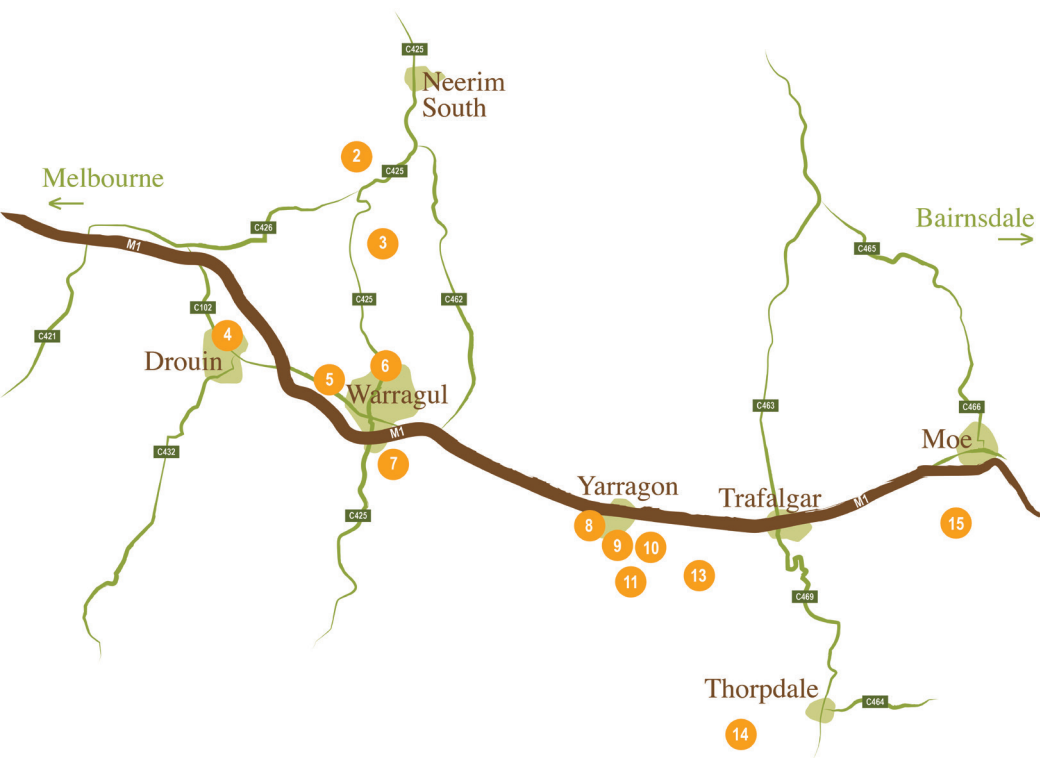 C425
Neerim
South
2
C425
Melbourne
C426
Bairnsdale
M1
3
C465
C425
C462
C102
C421
4
Drouin
5
6
Warragul
C463
C466
M1
Moe
C432
7
Yarragon
Trafalgar
M1
C425
8
15
9
10
11
13
C469
Thorpdale
C464
14